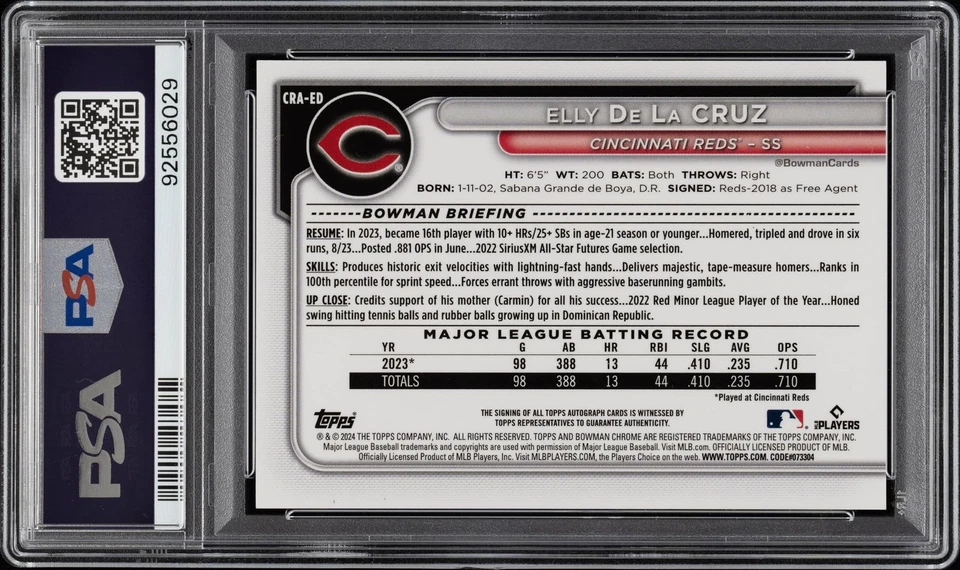 92556029
PSA
PSA
CRA-ED
ELLY DE LA CRUZ
CINCINNATI REDS® - SS
@BowmanCards
HT: 6'5" WT: 200 BATS: Both THROWS: Right
BORN: 1-11-02, Sabana Grande de Boya, D.R. SIGNED: Reds-2018 as Free Agent
BOWMAN BRIEFING
RESUME: In 2023, became 16th player with 10+ HRs/25+ SBs in age-21 season or younger...Homered, tripled and drove in six
runs, 8/23...Posted .881 OPS in June...2022 SiriusXM All-Star Futures Game selection.
SKILLS: Produces historic exit velocities with lightning-fast hands...Delivers majestic, tape-measure homers...Ranks in
100th percentile for sprint speed...Forces errant throws with aggressive baserunning gambits.
UP CLOSE: Credits support of his mother (Carmin) for all his success...2022 Red Minor League Player of the Year...Honed
swing hitting tennis balls and rubber balls growing up in Dominican Republic.
MAJOR LEAGUE BATTING RECORD
YR G AB HR RBI SLG AVG OPS
2023* 98 388 13 44 .410 .235 .710
TOTALS 98 388 13 44 .410 .235 .710
*Played at Cincinnati Reds
Topps®
THE SIGNING OF ALL TOPPS AUTOGRAPH CARDS IS WITNESSED BY
TOPPS REPRESENTATIVES TO GUARANTEE AUTHENTICITY.
PLAYERS
® & © 2024 THE TOPPS COMPANY, INC. ALL RIGHTS RESERVED. TOPPS AND BOWMAN CHROME ARE REGISTERED TRADEMARKS OF THE TOPPS COMPANY, INC.
Major League Baseball trademarks and copyrights are used with permission of Major League Baseball. Visit MLB.com. OFFICIALLY LICENSED PRODUCT OF MLB.
Officially Licensed Product of MLB Players, Inc. Visit MLBPLAYERS.COM, the Players Choice on the web. WWW.TOPPS.COM. CODE#073304